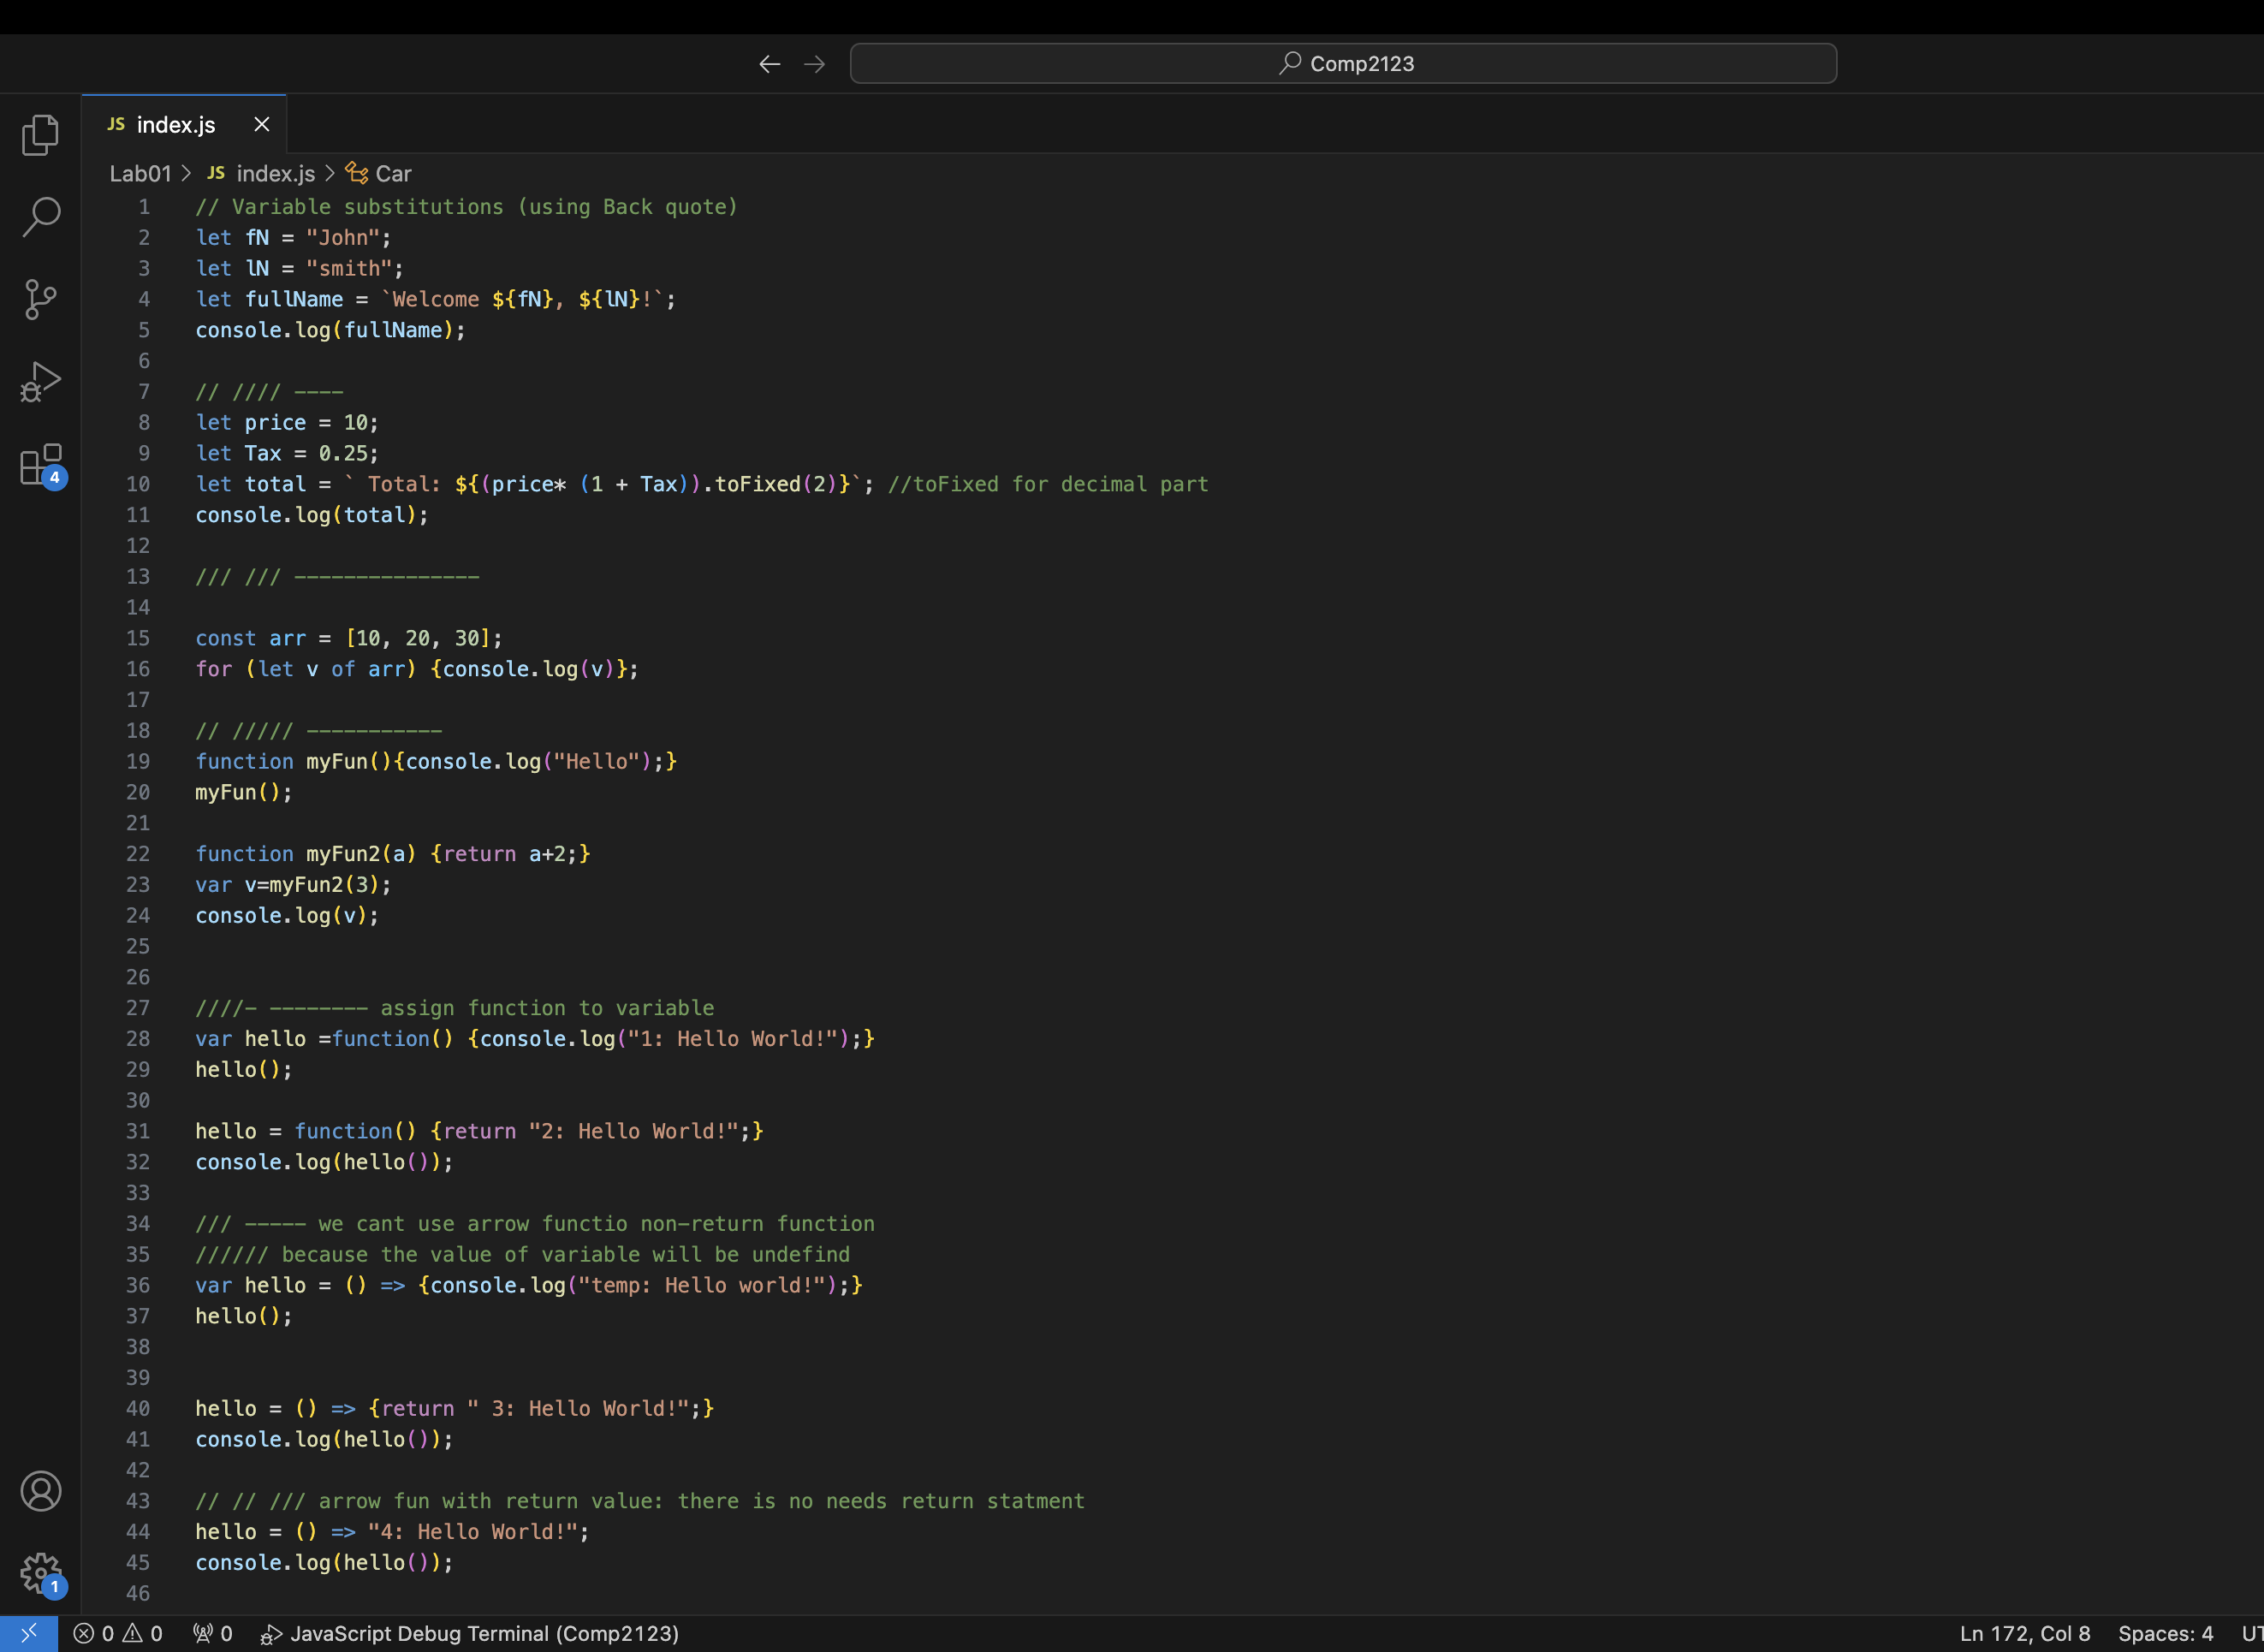 Comp2123
JS index.js
Lab01 > JS index.js > Car
1 // Variable substitutions (using Back quote)
2 let fN = "John";
3 let lN = "smith";
4 let fullName = `Welcome ${fN}, ${lN}!`;
5 console.log(fullName);
6
7 // //// ----
8 let price = 10;
9 let Tax = 0.25;
10 let total = ` Total: ${(price* (1 + Tax)).toFixed(2)}`; //toFixed for decimal part
11 console.log(total);
12
13 /// /// ---------------
14
15 const arr = [10, 20, 30];
16 for (let v of arr) {console.log(v)};
17
18 // ///// -----------
19 function myFun(){console.log("Hello");}
20 myFun();
21
22 function myFun2(a) {return a+2;}
23 var v=myFun2(3);
24 console.log(v);
25
26
27 ////- -------- assign function to variable
28 var hello =function() {console.log("1: Hello World!");}
29 hello();
30
31 hello = function() {return "2: Hello World!";}
32 console.log(hello());
33
34 /// ----- we cant use arrow functio non-return function
35 ////// because the value of variable will be undefind
36 var hello = () => {console.log("temp: Hello world!");}
37 hello();
38
39
40 hello = () => {return " 3: Hello World!";}
41 console.log(hello());
42
43 // // /// arrow fun with return value: there is no needs return statment
44 hello = () => "4: Hello World!";
45 console.log(hello());
46
4
1
0 0 0 JavaScript Debug Terminal (Comp2123) Ln 172, Col 8 Spaces: 4